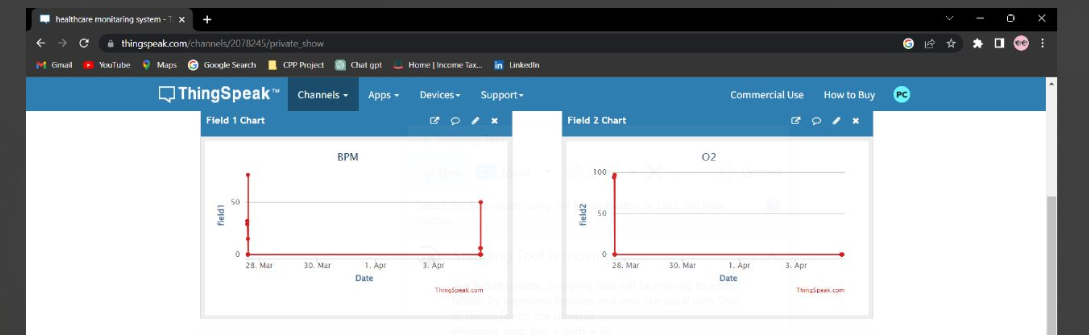 healthcare monitaring system - T
thingspeak.com/channels/2078245/private_show
Gmail YouTube Maps Google Search CPP Project Chat gpt Home | Income Tax... LinkedIn
ThingSpeak™ Channels Apps Devices Support Commercial Use How to Buy PC
Field 1 Chart
BPM
field1
50
0
28. Mar 30. Mar 1. Apr 3. Apr
Date
ThingSpeak.com
Field 2 Chart
O2
field2
100
50
0
28. Mar 30. Mar 1. Apr 3. Apr
Date
ThingSpeak.com